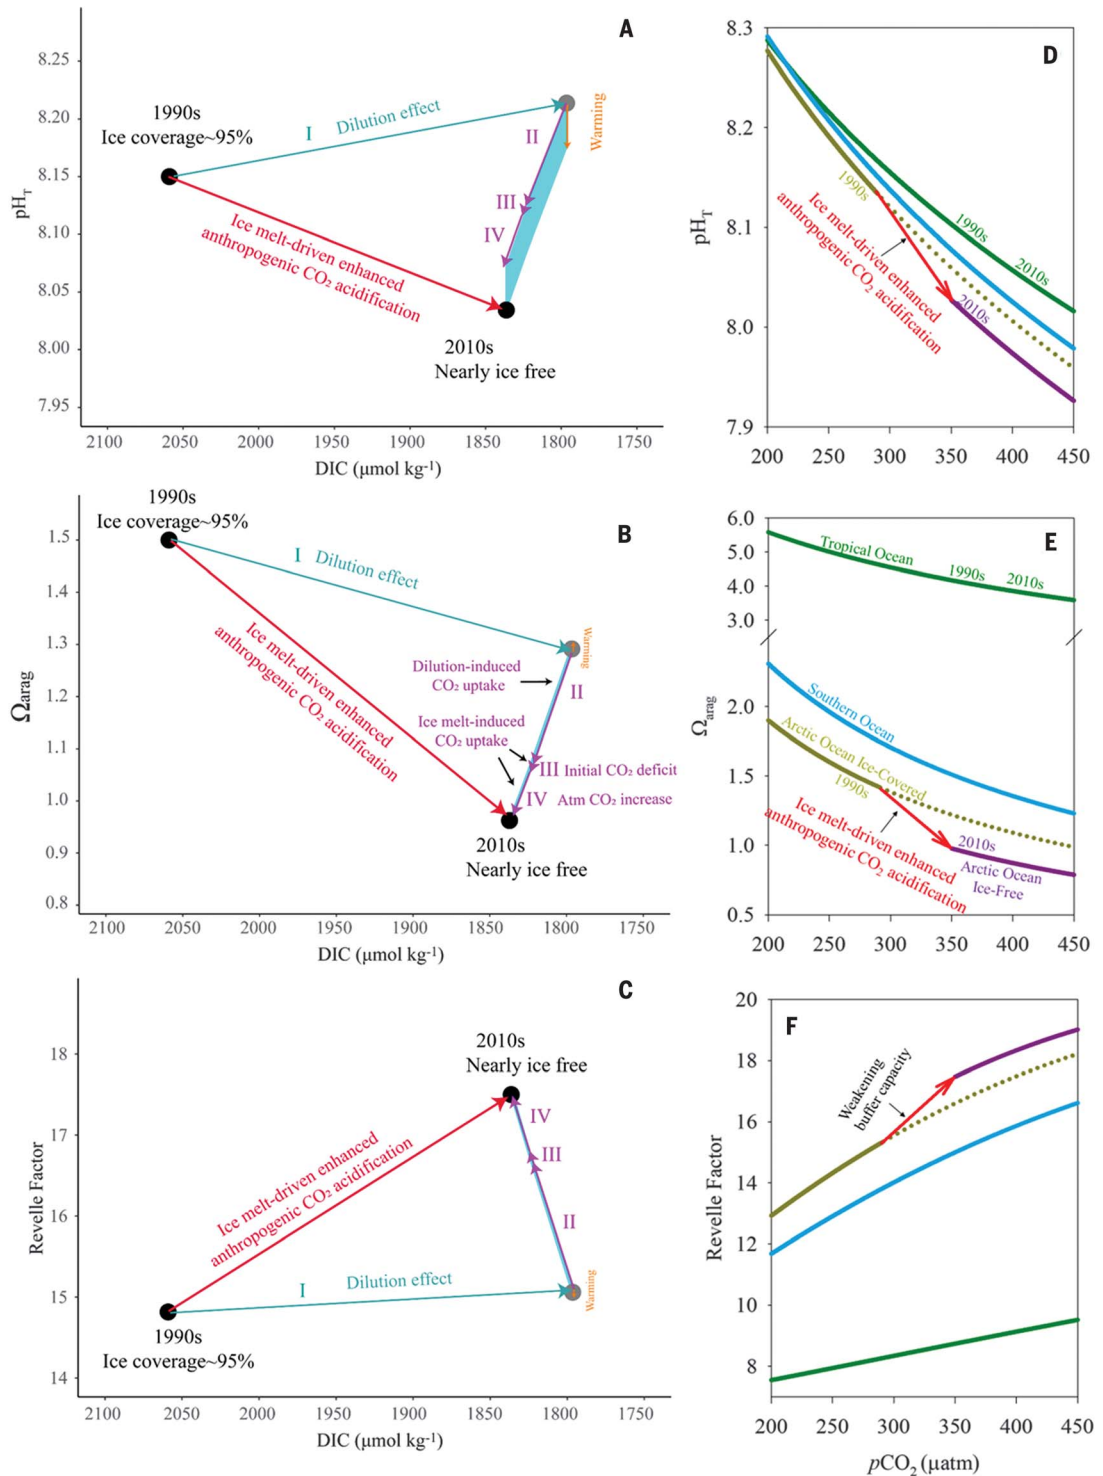 A
8.25
8.20
8.15
8.10
8.05
8.00
7.95
pH_T
1990s
Ice coverage~95%
I Dilution effect
Warming
II
III
IV
Ice melt-driven enhanced
anthropogenic CO₂ acidification
2010s
Nearly ice free
2100 2050 2000 1950 1900 1850 1800 1750
DIC (μmol kg⁻¹)
D
8.3
8.2
8.1
8.0
7.9
pH_T
1990s
Ice melt-driven enhanced
anthropogenic CO₂ acidification
1990s
2010s
2010s
200 250 300 350 400 450
B
1990s
Ice coverage~95%
1.5
1.4
1.3
1.2
1.1
1.0
0.9
0.8
Ωarag
I Dilution effect
Warming
Ice melt-driven enhanced
anthropogenic CO₂ acidification
Dilution-induced
CO₂ uptake
II
Ice melt-induced
CO₂ uptake
III Initial CO₂ deficit
IV Atm CO₂ increase
2010s
Nearly ice free
2100 2050 2000 1950 1900 1850 1800 1750
DIC (μmol kg⁻¹)
E
6.0
5.0
4.0
3.0
2.0
1.5
1.0
0.5
Ω_arag
Tropical Ocean 1990s 2010s
Southern Ocean
Arctic Ocean Ice-Covered
1990s
Ice melt-driven enhanced
anthropogenic CO₂ acidification
2010s
Arctic Ocean
Ice-Free
200 250 300 350 400 450
C
18
17
16
15
14
Revelle Factor
2010s
Nearly ice free
IV
III
II
Ice melt-driven enhanced
anthropogenic CO₂ acidification
I Dilution effect
Warming
1990s
Ice coverage~95%
2100 2050 2000 1950 1900 1850 1800 1750
DIC (μmol kg⁻¹)
F
20
18
16
14
12
10
8
Revelle Factor
Weakening
buffer capacity
200 250 300 350 400 450
pCO₂ (μatm)